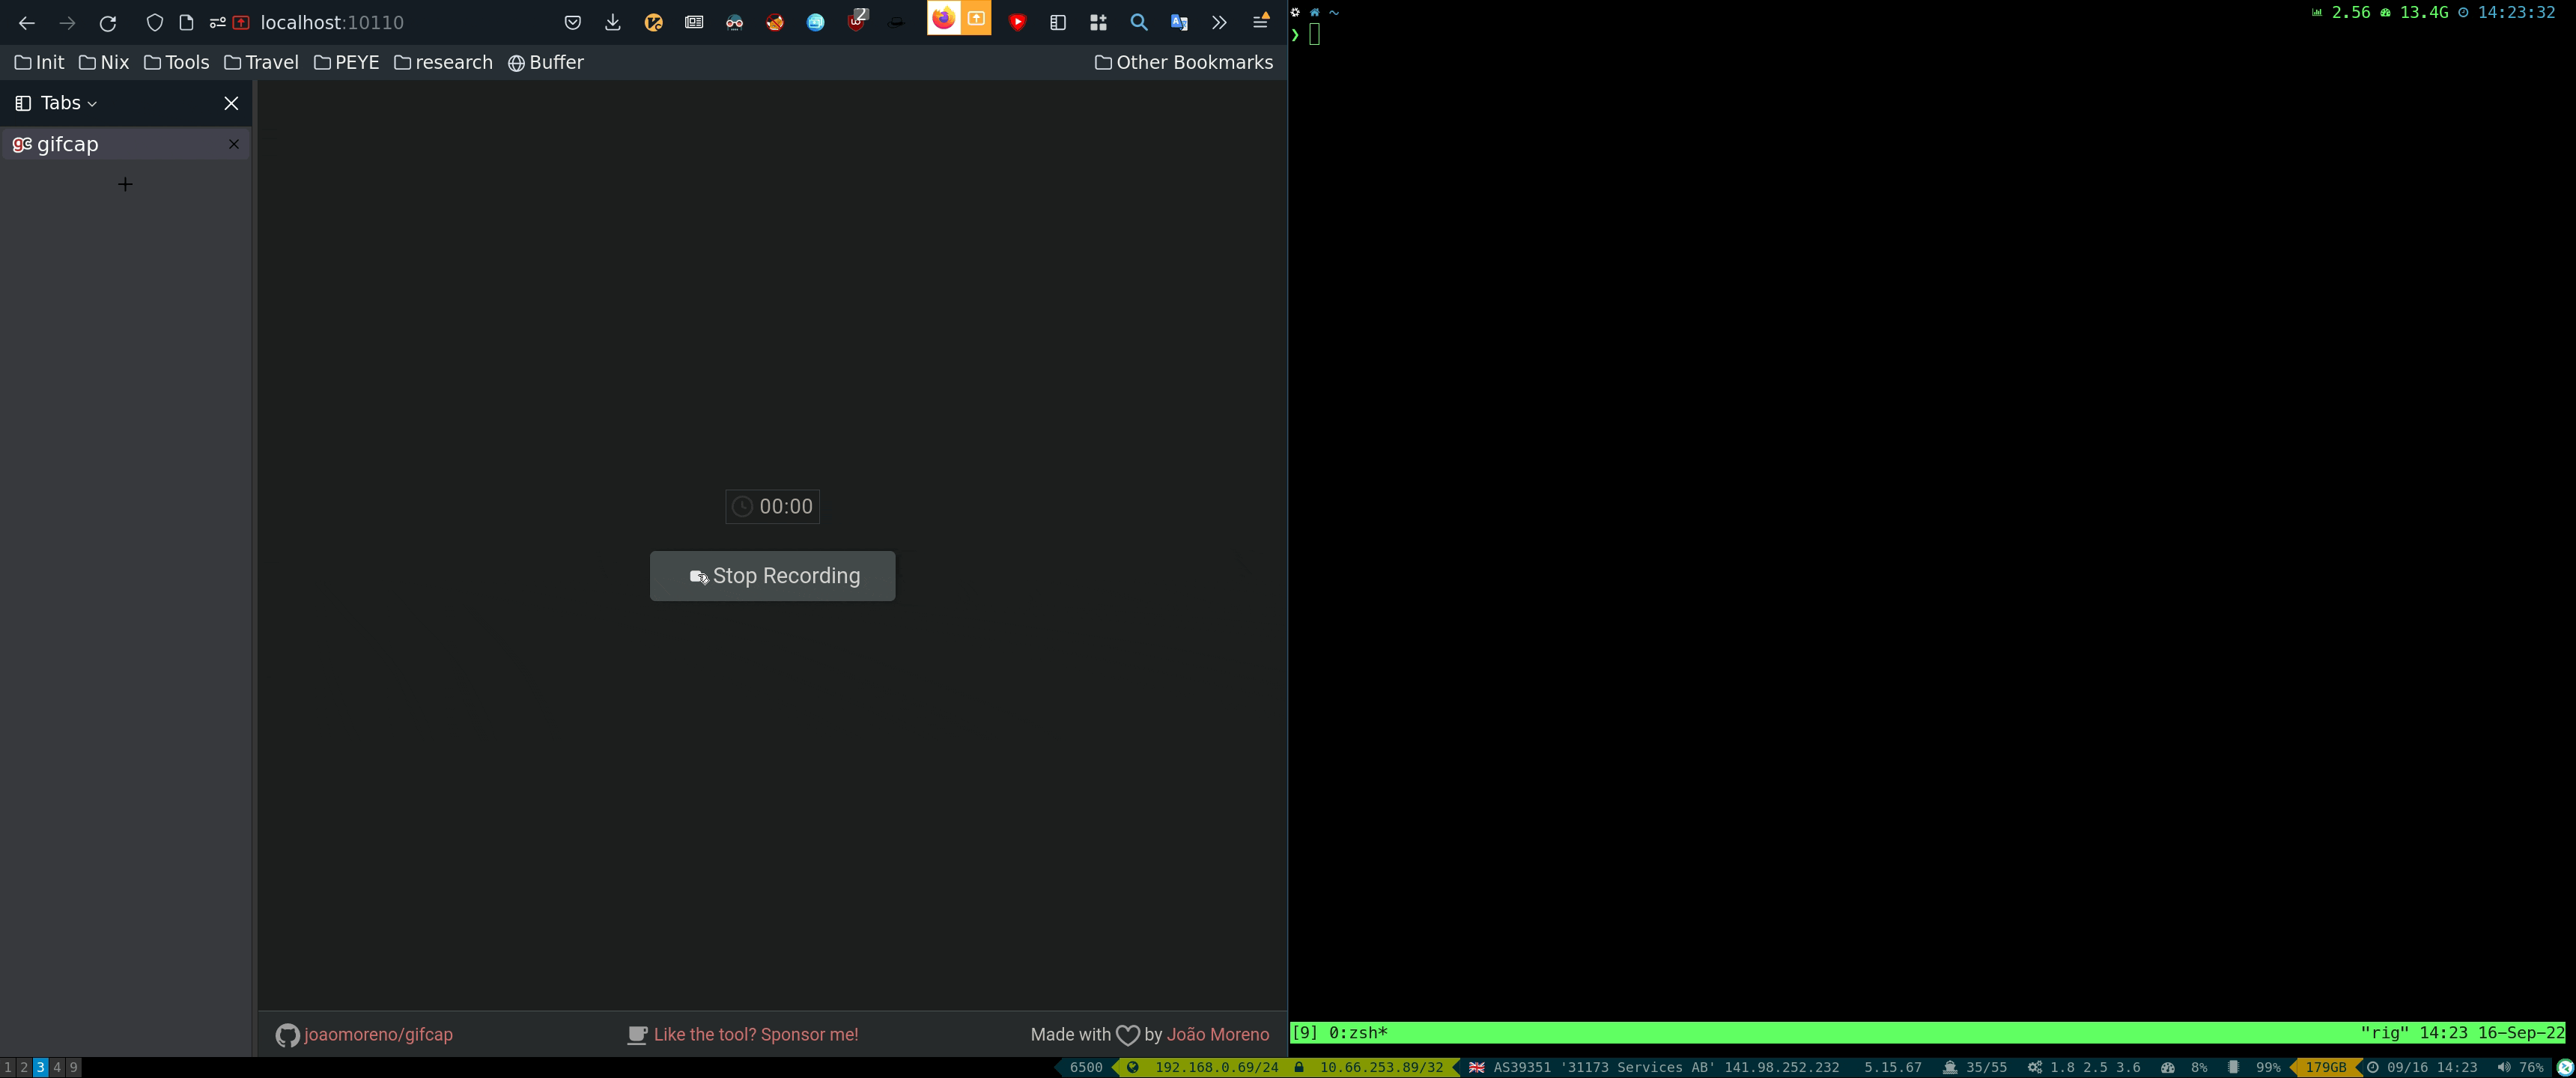 localhost:10110
2
Init Nix Tools Travel PEYE research Buffer Other Bookmarks
Tabs
gc gifcap
00:00
Stop Recording
joaomoreno/gifcap Like the tool? Sponsor me! Made with by João Moreno
~ 2.56 13.4G 14:23:32
❯
[9] 0:zsh* "rig" 14:23 16-Sep-22
1 2 3 4 9 6500 192.168.0.69/24 10.66.253.89/32 AS39351 '31173 Services AB' 141.98.252.232 5.15.67 35/55 1.8 2.5 3.6 8% 99% 179GB 09/16 14:23 76%